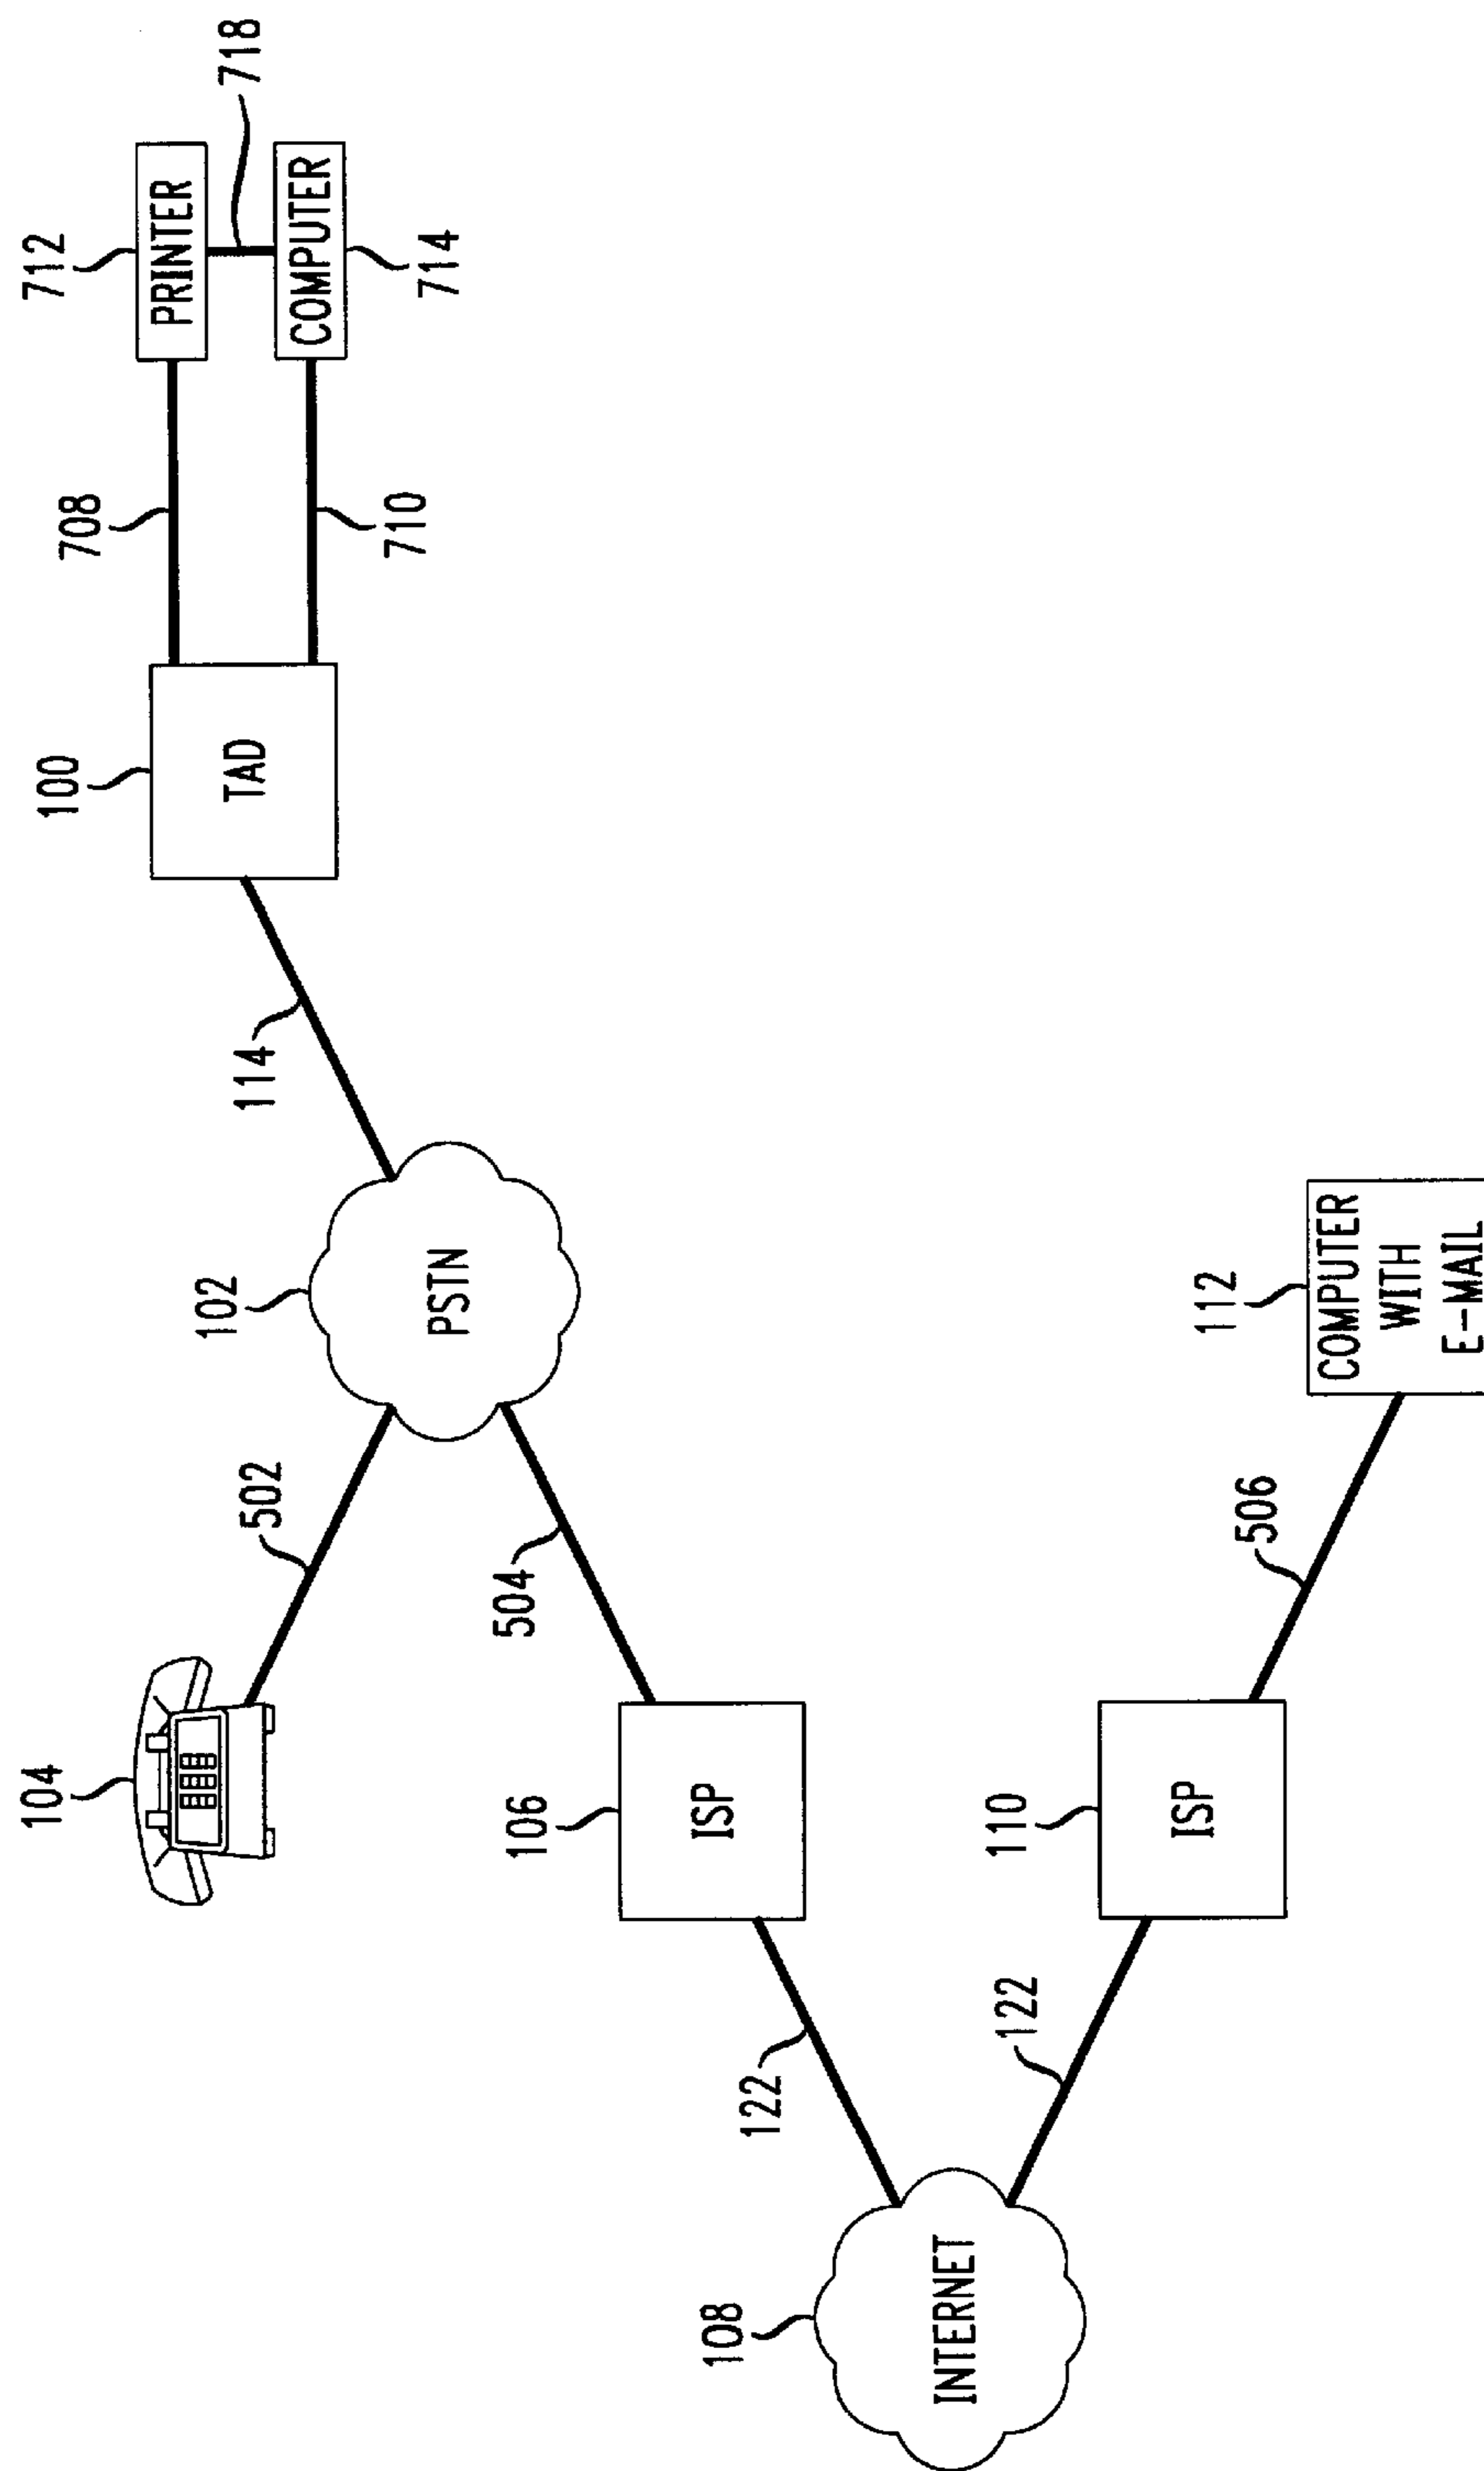 104
502
102
PSTN
114
100
TAD
708
710
712
PRINTER
718
COMPUTER
714
504
106
ISP
122
108
INTERNET
122
110
ISP
506
112
COMPUTER
WITH
E-MAIL